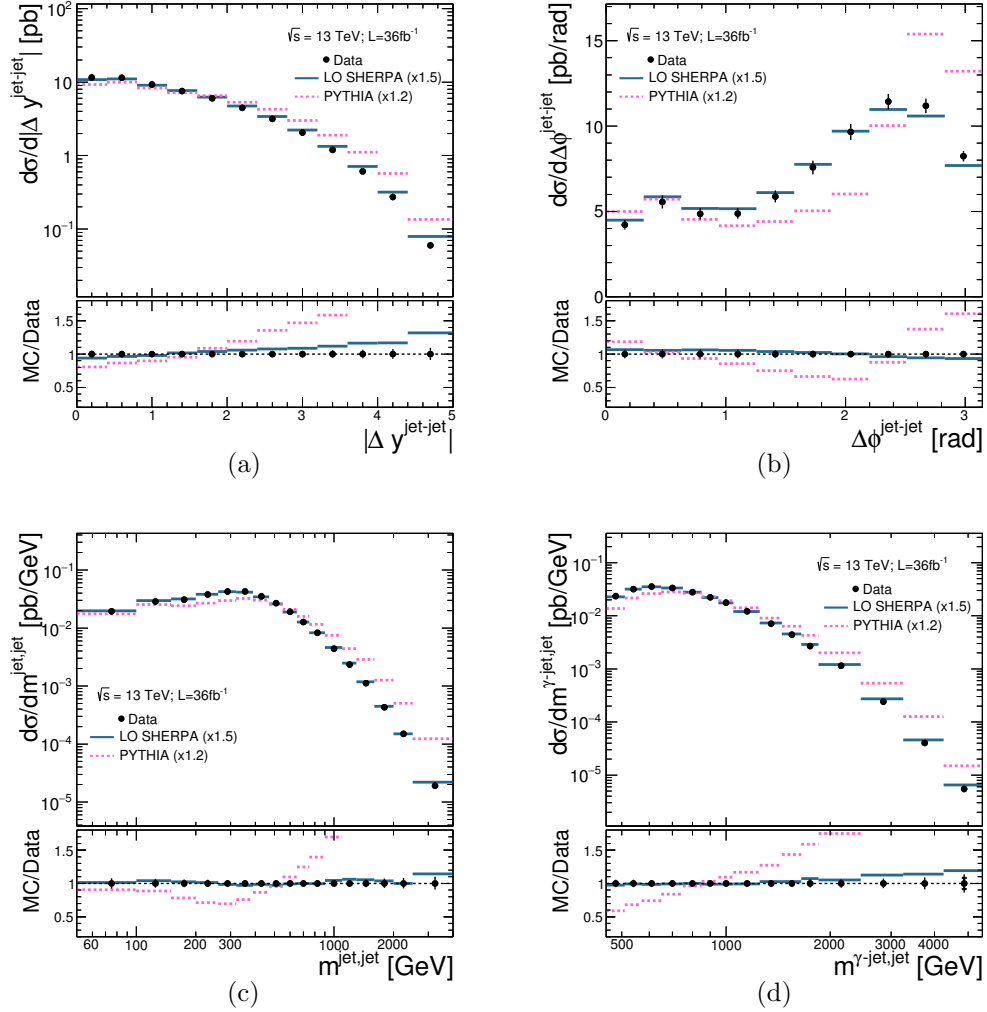 dσ/d|Δ y^jet-jet| [pb]
10²
10
1
10⁻¹
√s = 13 TeV; L=36fb⁻¹
Data
LO SHERPA (x1.5)
PYTHIA (x1.2)
MC/Data
1.5
1
0.5
0 1 2 3 4 5
|Δ y^jet-jet|
(a)
dσ/dΔϕ^jet-jet [pb/rad]
15
10
5
0
√s = 13 TeV; L=36fb⁻¹
Data
LO SHERPA (x1.5)
PYTHIA (x1.2)
MC/Data
1.5
1
0.5
0 1 2 3
Δϕ^jet-jet [rad]
(b)
dσ/dm^jet,jet [pb/GeV]
10⁻¹
10⁻²
10⁻³
10⁻⁴
10⁻⁵
√s = 13 TeV; L=36fb⁻¹
Data
LO SHERPA (x1.5)
PYTHIA (x1.2)
MC/Data
1.5
1
0.5
60 100 200 300 1000 2000
m^jet,jet [GeV]
(c)
dσ/dm^γ-jet,jet [pb/GeV]
10⁻¹
10⁻²
10⁻³
10⁻⁴
10⁻⁵
√s = 13 TeV; L=36fb⁻¹
Data
LO SHERPA (x1.5)
PYTHIA (x1.2)
MC/Data
1.5
1
0.5
500 1000 2000 3000 4000
m^γ-jet,jet [GeV]
(d)